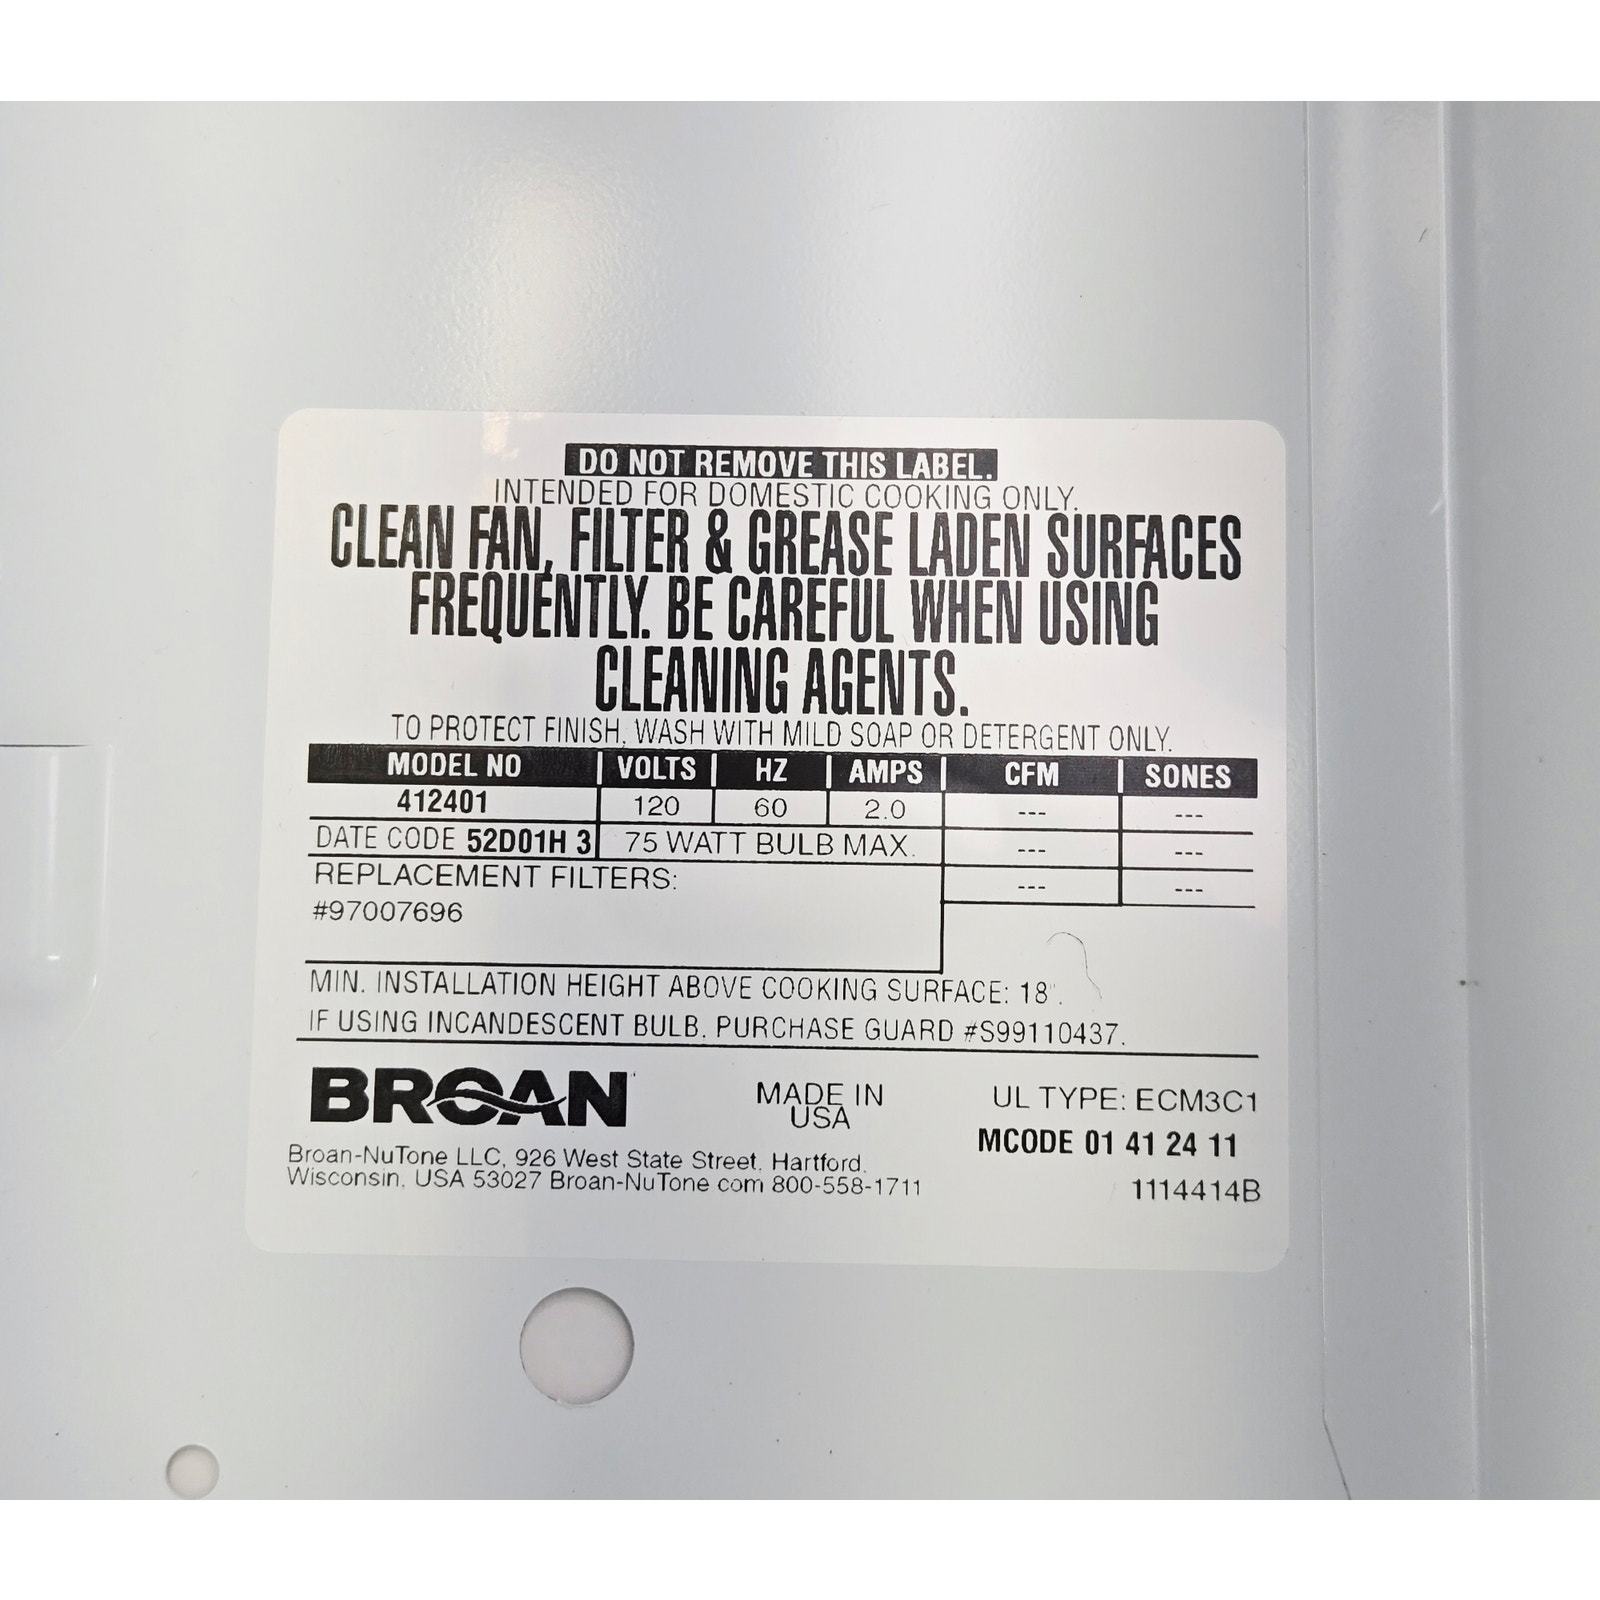 DO NOT REMOVE THIS LABEL.
INTENDED FOR DOMESTIC COOKING ONLY.
CLEAN FAN, FILTER & GREASE LADEN SURFACES
FREQUENTLY. BE CAREFUL WHEN USING
CLEANING AGENTS.
TO PROTECT FINISH, WASH WITH MILD SOAP OR DETERGENT ONLY.
MODEL NO | VOLTS | HZ | AMPS | CFM | SONES
412401 120 60 2.0 --- ---
DATE CODE 52D01H 3 75 WATT BULB MAX. --- ---
REPLACEMENT FILTERS: --- ---
#97007696
MIN. INSTALLATION HEIGHT ABOVE COOKING SURFACE: 18".
IF USING INCANDESCENT BULB, PURCHASE GUARD #S99110437.
BROAN
MADE IN
USA
UL TYPE: ECM3C1
MCODE 01 41 24 11
Broan-NuTone LLC, 926 West State Street, Hartford,
Wisconsin, USA 53027 Broan-NuTone.com 800-558-1711
1114414B